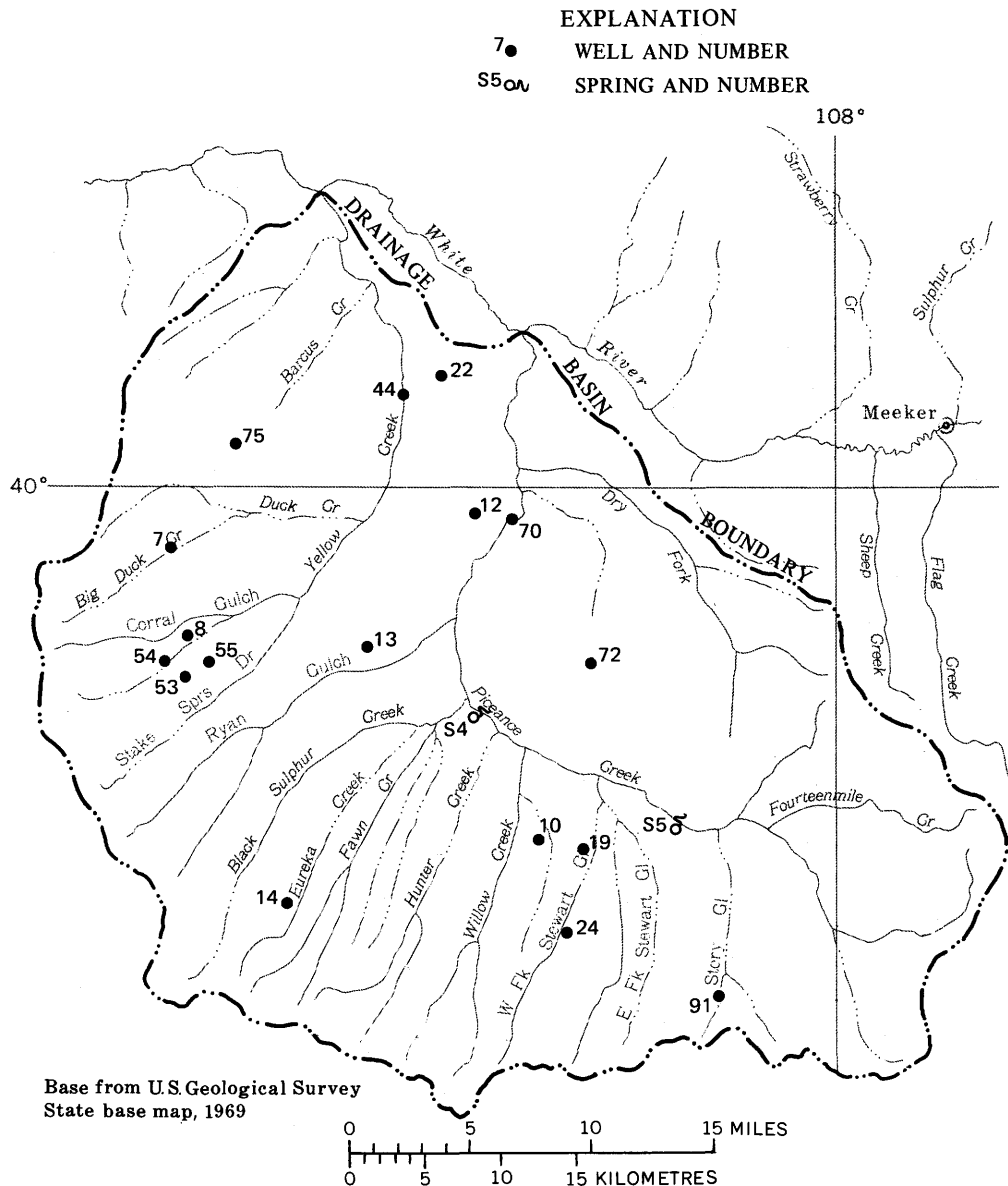 EXPLANATION
7 WELL AND NUMBER
S5 SPRING AND NUMBER
108°
Strawberry
Cr
Sulphur Cr
DRAINAGE
White
BASIN
River
BOUNDARY
Barcus Cr
22
44
Creek
Meeker
75
40°
Duck Cr
12
70
Dry
Fork
7
Big Duck Cr
Yellow
Sheep
Creek
Flag
Creek
Corral Gulch
8
54
55
53
13
Stake Sprs Dr
Ryan Gulch
72
Piceance
Creek
S4
Black Sulphur Creek
Eureka Creek
Fawn Cr
Hunter Creek
Willow Creek
S5
Fourteenmile
Cr
10
19
14
W Fk Stewart Gl
E Fk Stewart Gl
24
Story Gl
91
Base from U.S. Geological Survey
State base map, 1969
0 5 10 15 MILES
0 5 10 15 KILOMETRES